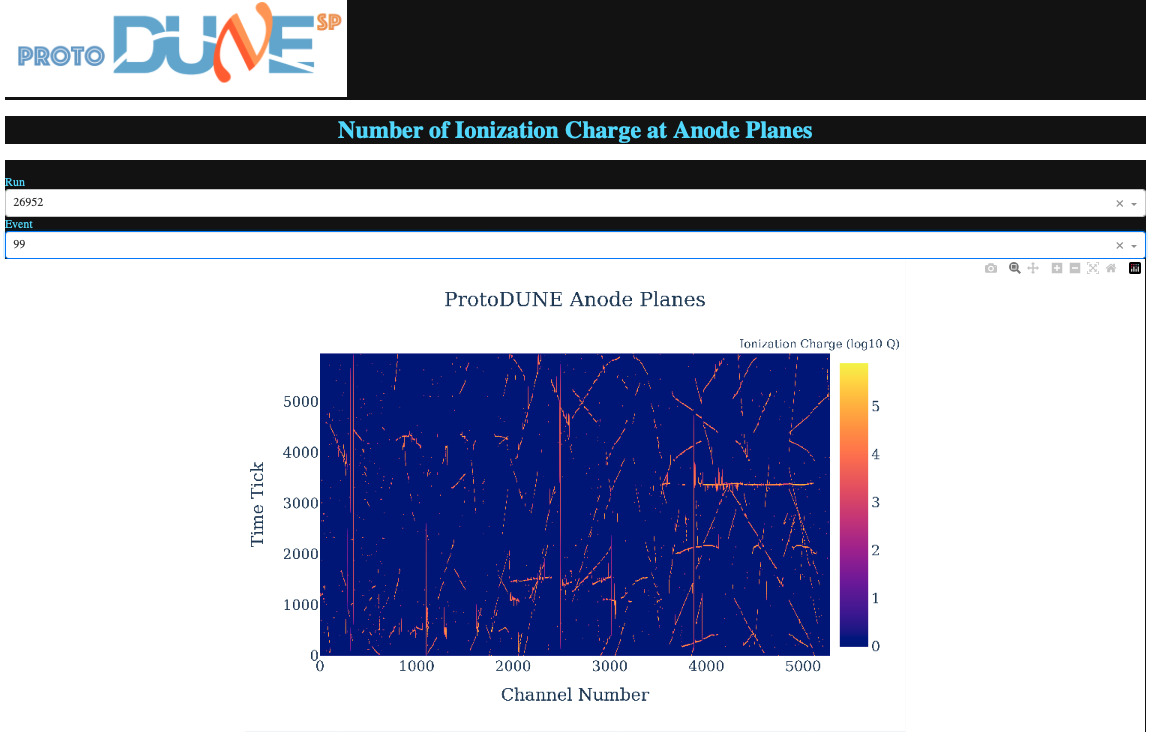 PROTO DUNE SP
Number of Ionization Charge at Anode Planes
Run
26952
Event
99
ProtoDUNE Anode Planes
Ionization Charge (log10 Q)
5000
4000
3000
2000
1000
0
Time Tick
5
4
3
2
1
0
0 1000 2000 3000 4000 5000
Channel Number